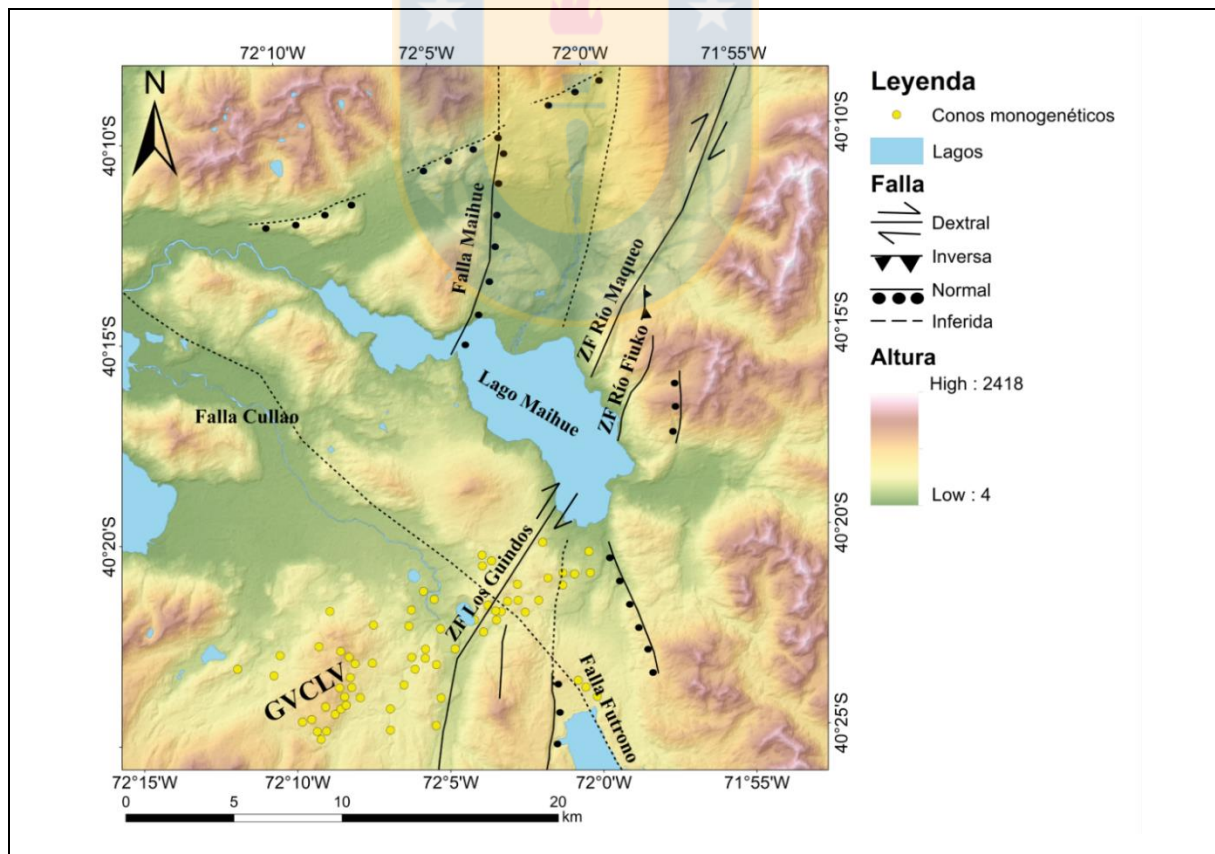 72°10'W 72°5'W 72°0'W 71°55'W
N
40°10'S
40°15'S
40°20'S
Falla Maihue
ZF Río Maqueo
ZF Río Fiuko
Lago Maihue
Falla Cullao
ZF Los Guindos
GVCLV
Falla Futrono
40°10'S
40°15'S
40°20'S
40°25'S
72°15'W 72°10'W 72°5'W 72°0'W 71°55'W
0 5 10 20
km
Leyenda
Conos monogenéticos
Lagos
Falla
Dextral
Inversa
Normal
Inferida
Altura
High : 2418
Low : 4